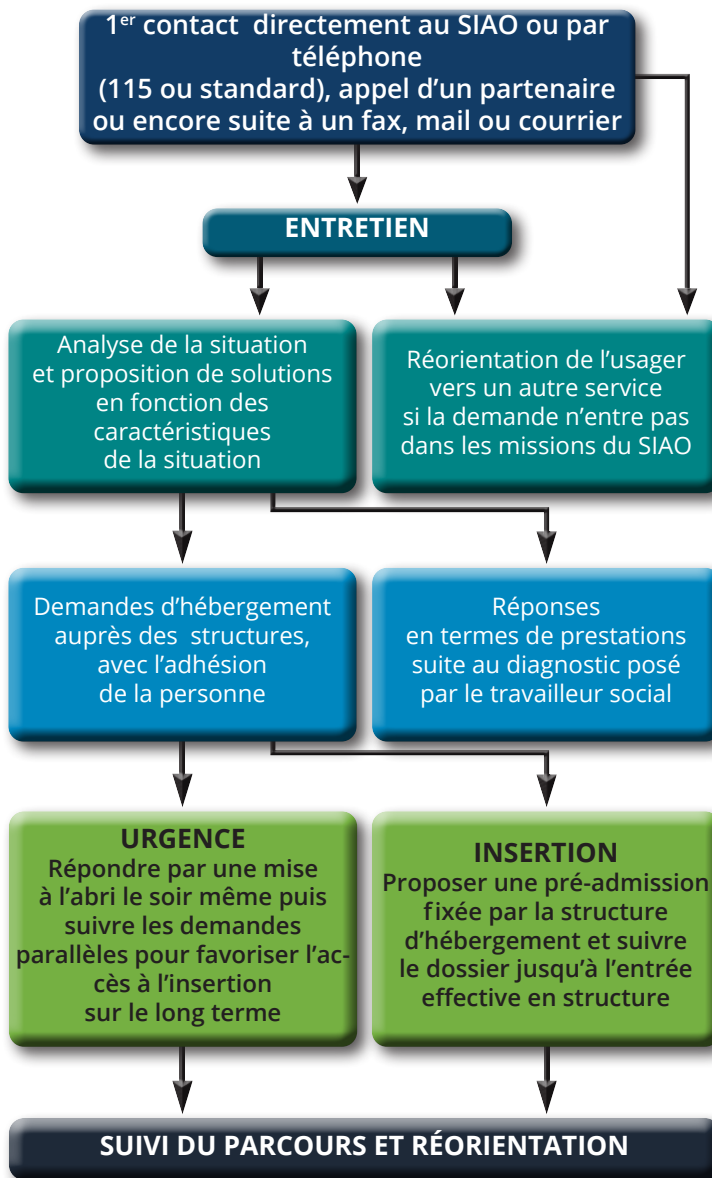 1er contact directement au SIAO ou par
téléphone
(115 ou standard), appel d’un partenaire
ou encore suite à un fax, mail ou courrier
ENTRETIEN
Analyse de la situation
et proposition de solutions
en fonction des
caractéristiques
de la situation
Réorientation de l’usager
vers un autre service
si la demande n’entre pas
dans les missions du SIAO
Demandes d’hébergement
auprès des structures,
avec l’adhésion
de la personne
Réponses
en termes de prestations
suite au diagnostic posé
par le travailleur social
URGENCE
Répondre par une mise
à l’abri le soir même puis
suivre les demandes
parallèles pour favoriser l’ac-
cès à l’insertion
sur le long terme
INSERTION
Proposer une pré-admission
fixée par la structure
d’hébergement et suivre
le dossier jusqu’à l’entrée
effective en structure
SUIVI DU PARCOURS ET RÉORIENTATION